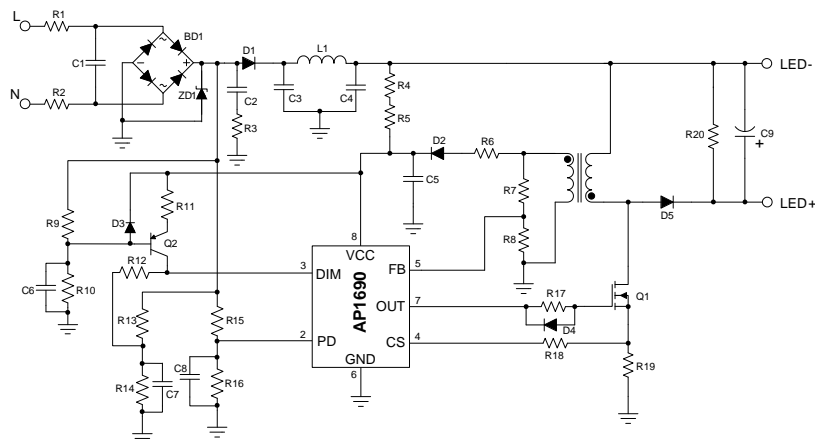 L
R1
BD1
C1
D1
L1
LED-
N
R2
ZD1
C2
R3
C3
C4
R4
R5
R20
C9
+
D2
R6
C5
R7
R8
D5
LED+
R9
D3
R11
Q2
R12
C6
R10
R13
R14
C7
R15
C8
R16
8
VCC
3
DIM
FB
5
AP1690
OUT
7
2
PD
CS
4
GND
6
R17
D4
R18
Q1
R19